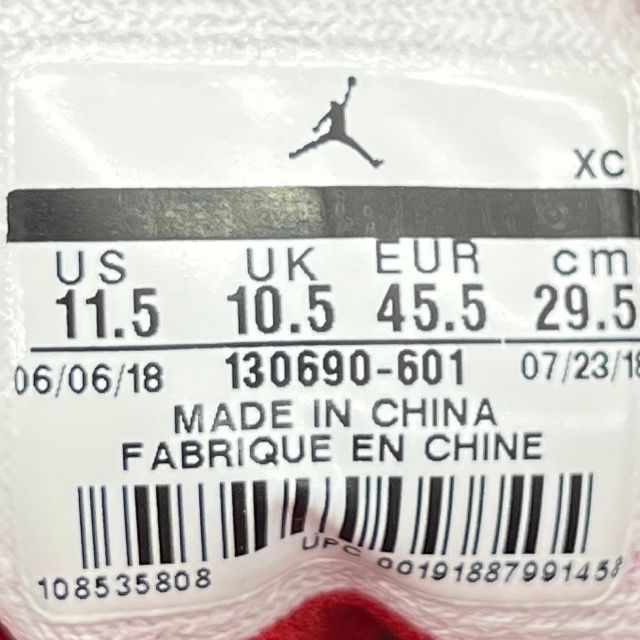 XC
US UK EUR cm
11.5 10.5 45.5 29.5
06/06/18 130690-601 07/23/18
MADE IN CHINA
FABRIQUE EN CHINE
108535808 UPC 00191887991458